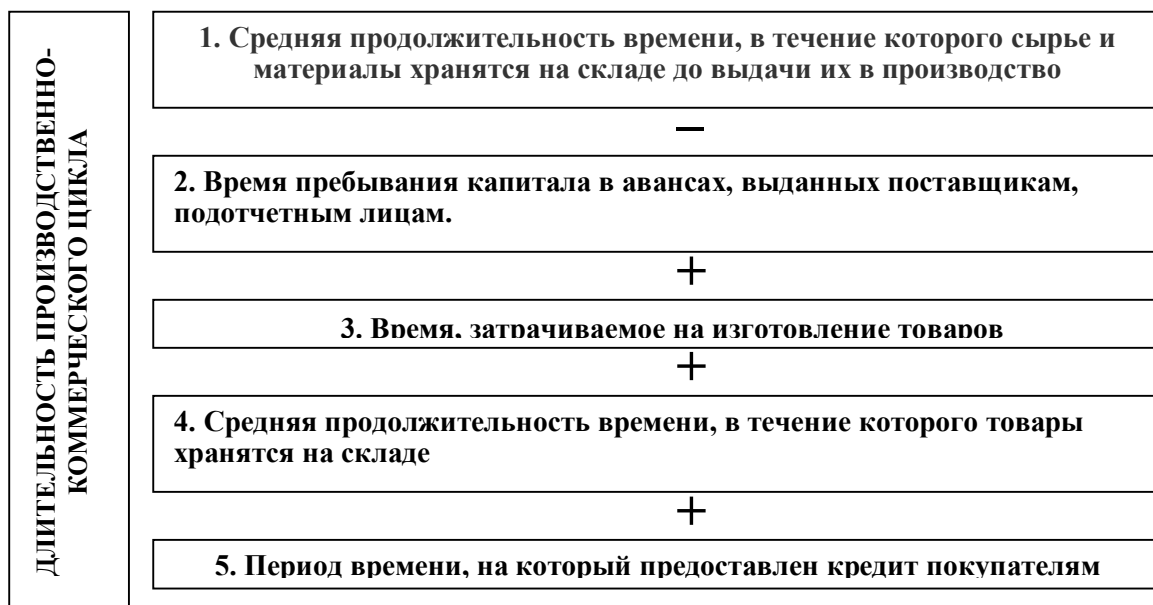 ДЛИТЕЛЬНОСТЬ ПРОИЗВОДСТВЕННО-
КОММЕРЧЕСКОГО ЦИКЛА
1. Средняя продолжительность времени, в течение которого сырье и
материалы хранятся на складе до выдачи их в производство
–
2. Время пребывания капитала в авансах, выданных поставщикам,
подотчетным лицам.
+
3. Время, затрачиваемое на изготовление товаров
+
4. Средняя продолжительность времени, в течение которого товары
хранятся на складе
+
5. Период времени, на который предоставлен кредит покупателям